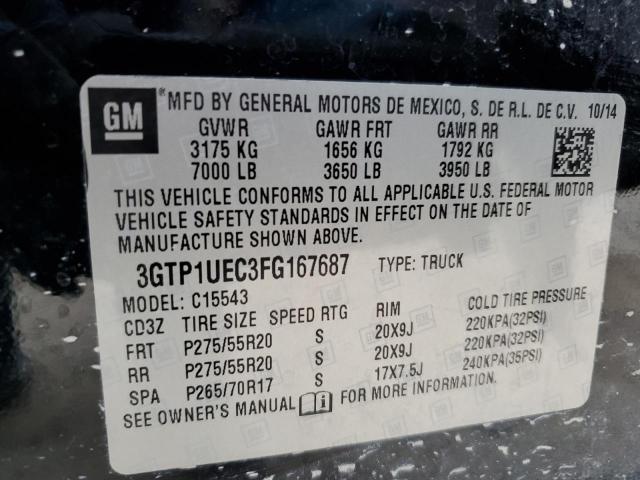 GM ® MFD BY GENERAL MOTORS DE MEXICO, S. DE R.L. DE C.V. 10/14
GVWR GAWR FRT GAWR RR
3175 KG 1656 KG 1792 KG
7000 LB 3650 LB 3950 LB
THIS VEHICLE CONFORMS TO ALL APPLICABLE U.S. FEDERAL MOTOR
VEHICLE SAFETY STANDARDS IN EFFECT ON THE DATE OF
MANUFACTURE SHOWN ABOVE.
3GTP1UEC3FG167687 TYPE: TRUCK
MODEL: C15543
CD3Z TIRE SIZE SPEED RTG RIM COLD TIRE PRESSURE
FRT P275/55R20 S 20X9J 220KPA(32PSI)
RR P275/55R20 S 20X9J 220KPA(32PSI)
SPA P265/70R17 S 17X7.5J 240KPA(35PSI)
SEE OWNER'S MANUAL FOR MORE INFORMATION.